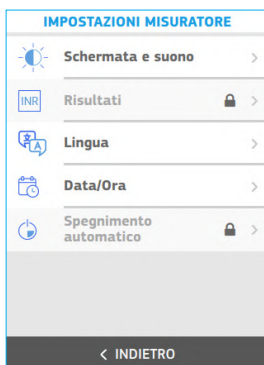 IMPOSTAZIONI MISURATORE
Schermata e suono
INR
Risultati
A
Lingua
Data/Ora
Spegnimento
automatico
< INDIETRO